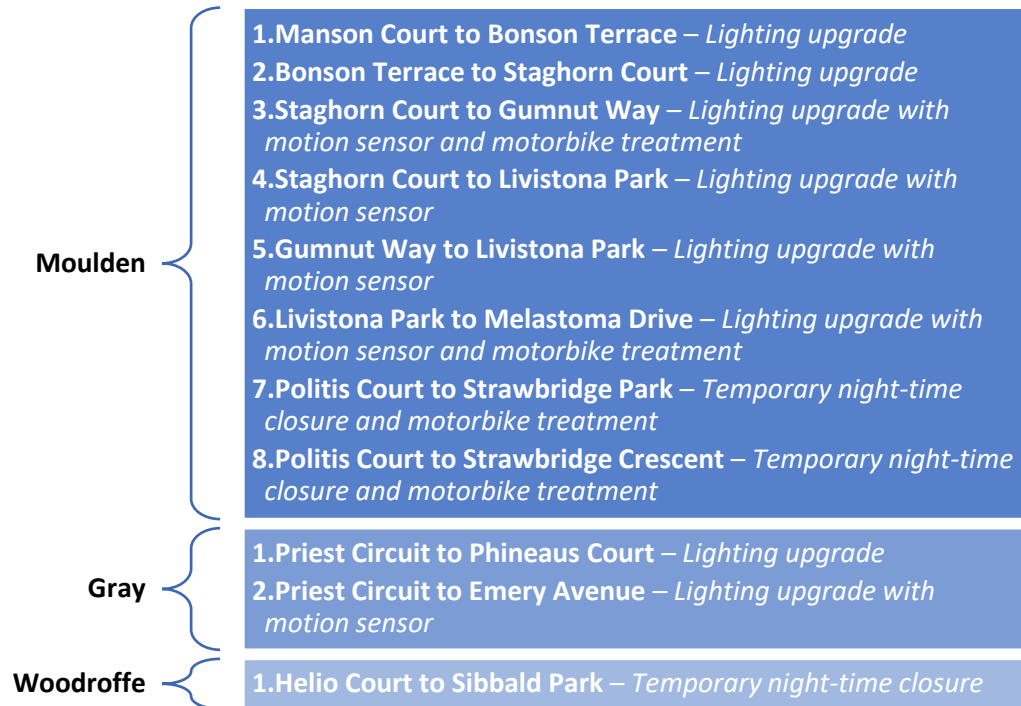 Moulden
1.Manson Court to Bonson Terrace – Lighting upgrade
2.Bonson Terrace to Staghorn Court – Lighting upgrade
3.Staghorn Court to Gumnut Way – Lighting upgrade with
motion sensor and motorbike treatment
4.Staghorn Court to Livistona Park – Lighting upgrade with
motion sensor
5.Gumnut Way to Livistona Park – Lighting upgrade with
motion sensor
6.Livistona Park to Melastoma Drive – Lighting upgrade with
motion sensor and motorbike treatment
7.Politis Court to Strawbridge Park – Temporary night-time
closure and motorbike treatment
8.Politis Court to Strawbridge Crescent – Temporary night-time
closure and motorbike treatment
Gray
1.Priest Circuit to Phineaus Court – Lighting upgrade
2.Priest Circuit to Emery Avenue – Lighting upgrade with
motion sensor
Woodroffe
1.Helio Court to Sibbald Park – Temporary night-time closure